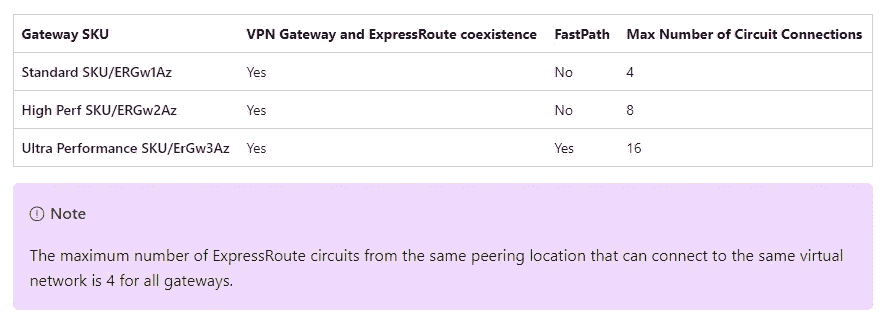 Gateway SKU VPN Gateway and ExpressRoute coexistence FastPath Max Number of Circuit Connections
Standard SKU/ERGw1Az Yes No 4
High Perf SKU/ERGw2Az Yes No 8
Ultra Performance SKU/ErGw3Az Yes Yes 16
Note
The maximum number of ExpressRoute circuits from the same peering location that can connect to the same virtual
network is 4 for all gateways.